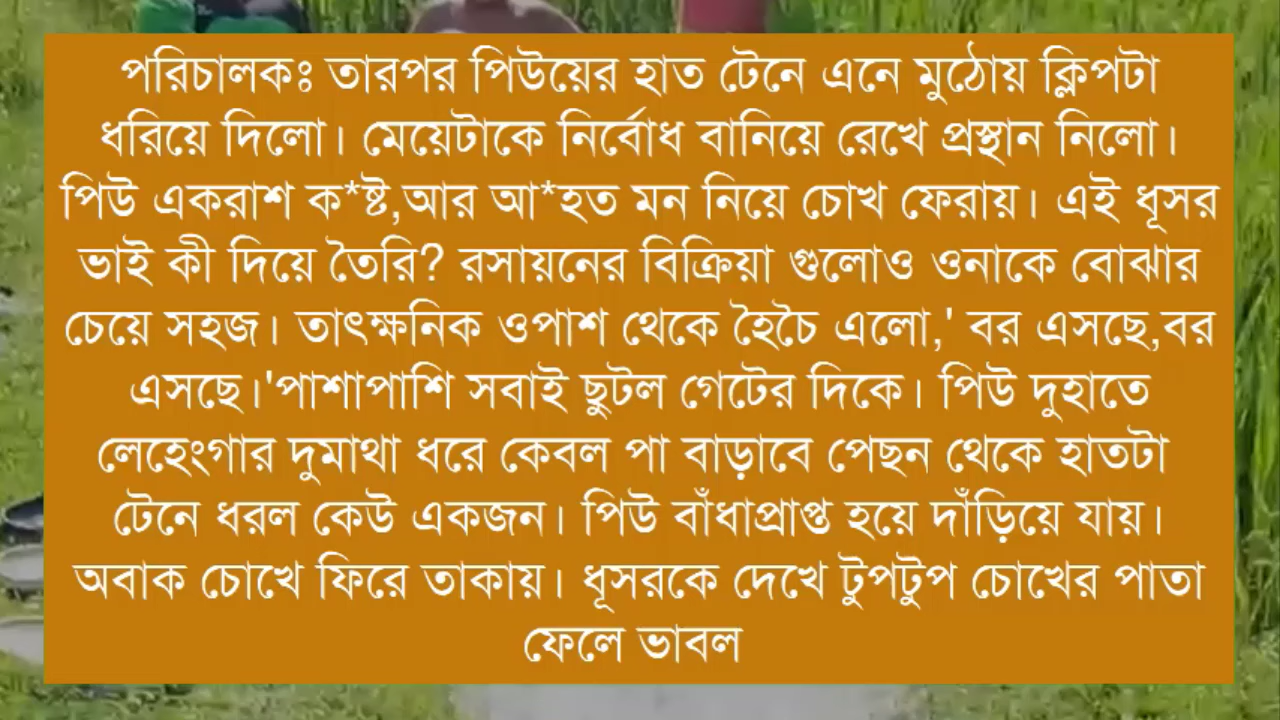 পরিচালকঃ তারপর পিউয়ের হাত টেনে এনে মুঠোয় ক্লিপটা
ধরিয়ে দিলো। মেয়েটাকে নির্বোধ বানিয়ে রেখে প্রস্থান নিলো।
পিউ একরাশ ক*ষ্ট,আর আ*হত মন নিয়ে চোখ ফেরায়। এই ধূসর
ভাই কী দিয়ে তৈরি? রসায়নের বিক্রিয়া গুলোও ওনাকে বোঝার
চেয়ে সহজ। তাৎক্ষনিক ওপাশ থেকে হৈচৈ এলো,' বর এসছে,বর
এসছে।'পাশাপাশি সবাই ছুটল গেটের দিকে। পিউ দুহাতে
লেহেংগার দুমাথা ধরে কেবল পা বাড়াবে পেছন থেকে হাতটা
টেনে ধরল কেউ একজন। পিউ বাঁধাপ্রাপ্ত হয়ে দাঁড়িয়ে যায়।
অবাক চোখে ফিরে তাকায়। ধূসরকে দেখে টুপটুপ চোখের পাতা
ফেলে ভাবল